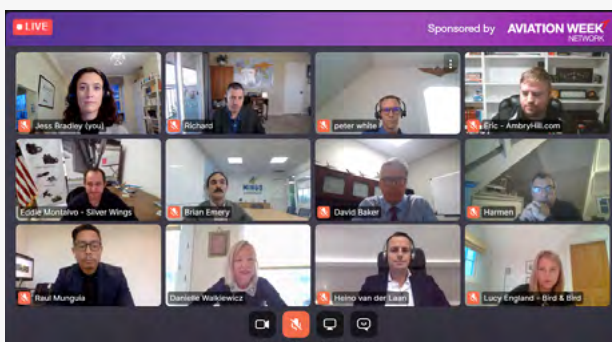 LIVE
Sponsored by AVIATION WEEK
NETWORK
Jess Bradley (you)
Richard
peter white
Eric - AmbryHill.com
Eddie Montalvo - Silver Wings
Brian Emery
David Baker
Harmen
Raul Munguia
Danielle Walkiewicz
Heino van der Laan
Lucy England - Bird & Bird